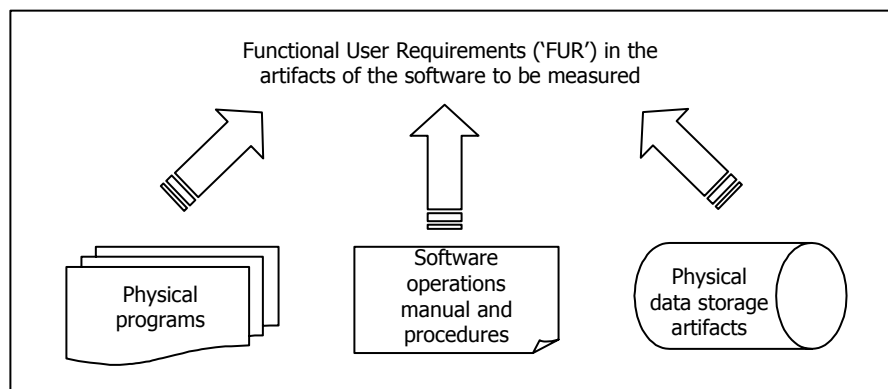 Functional User Requirements (‘FUR’) in the
artifacts of the software to be measured
Physical
programs
Software
operations
manual and
procedures
Physical
data storage
artifacts